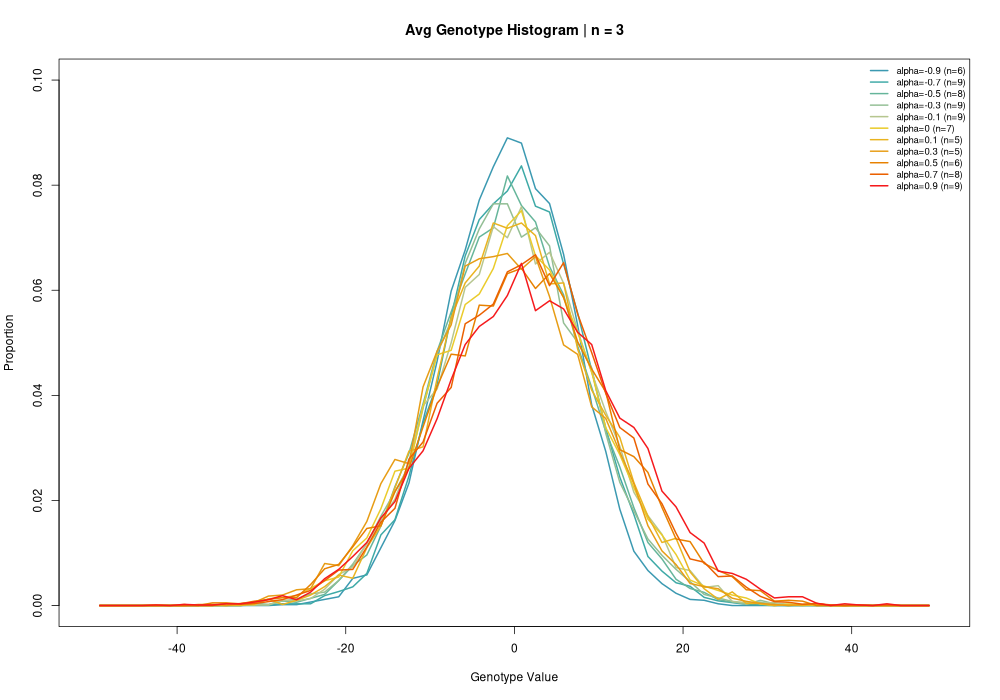 Avg Genotype Histogram | n = 3
alpha=-0.9 (n=6)
alpha=-0.7 (n=9)
alpha=-0.5 (n=8)
alpha=-0.3 (n=9)
alpha=-0.1 (n=9)
alpha=0 (n=7)
alpha=0.1 (n=5)
alpha=0.3 (n=5)
alpha=0.5 (n=6)
alpha=0.7 (n=8)
alpha=0.9 (n=9)
Proportion
0.10
0.08
0.06
0.04
0.02
0.00
-40 -20 0 20 40
Genotype Value